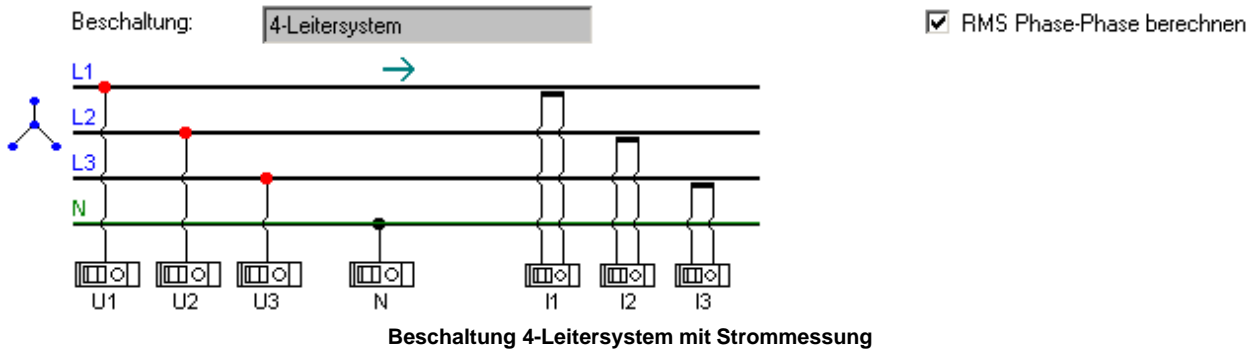 Beschaltung: 4-Leitersystem RMS Phase-Phase berechnen
L1
L2
L3
N
U1 U2 U3 N I1 I2 I3
Beschaltung 4-Leitersystem mit Strommessung